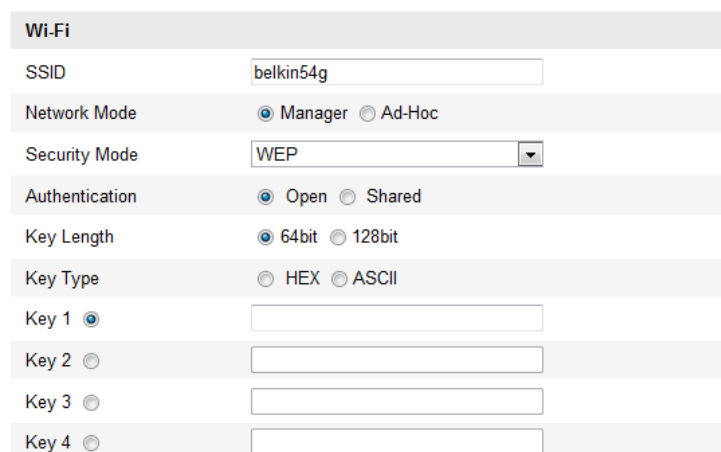 Wi-Fi
SSID belkin54g
Network Mode Manager Ad-Hoc
Security Mode WEP
Authentication Open Shared
Key Length 64bit 128bit
Key Type HEX ASCII
Key 1
Key 2
Key 3
Key 4